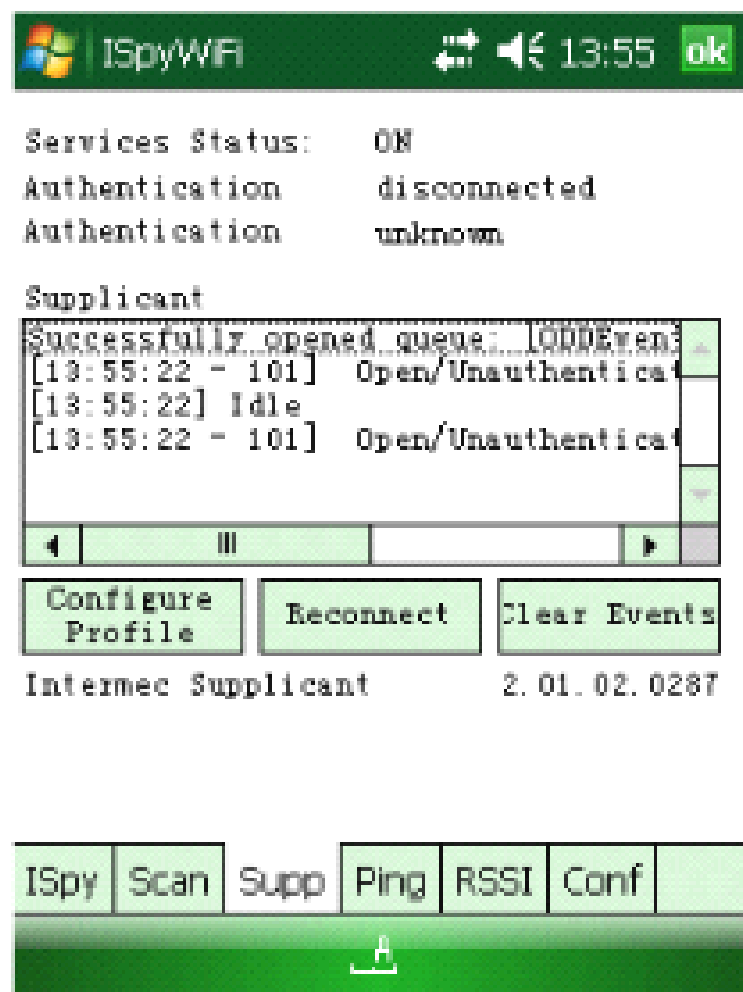 ISpyWiFi 13:55 ok
Services Status: ON
Authentication disconnected
Authentication unknown
Supplicant
Successfully opened queue: IODDEvent
[13:55:22 - 101] Open/Unauthenticat
[13:55:22] Idle
[13:55:22 - 101] Open/Unauthenticat
Configure Profile Reconnect Clear Events
Intermec Supplicant 2.01.02.0287
ISpy Scan Supp Ping RSSI Conf
A